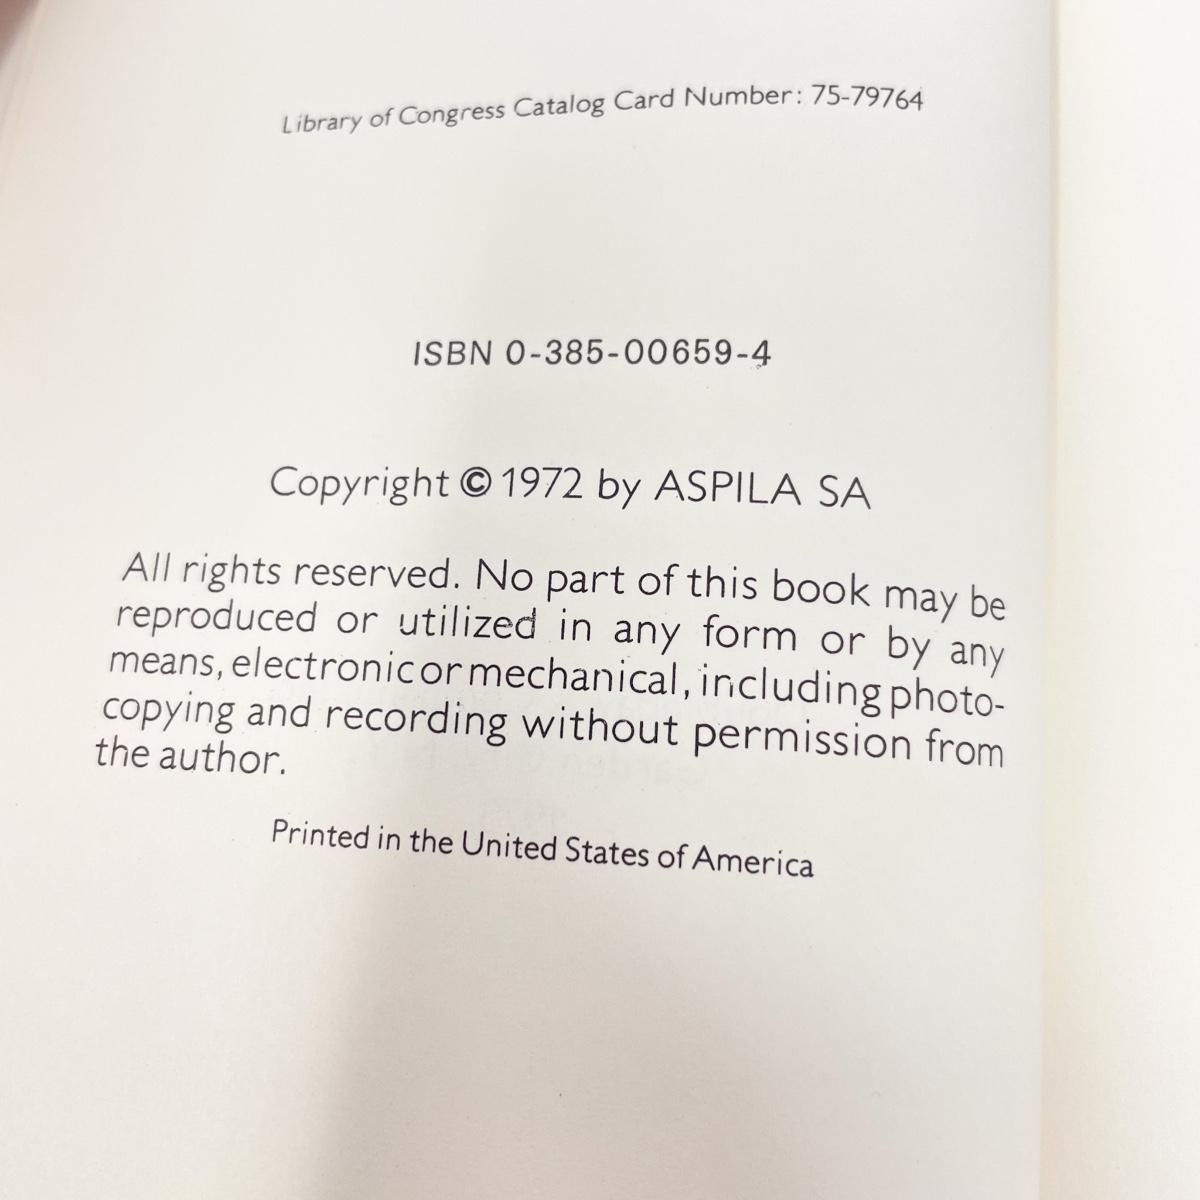 Library of Congress Catalog Card Number: 75-79764
ISBN 0-385-00659-4
Copyright © 1972 by ASPILA SA
All rights reserved. No part of this book may be
reproduced or utilized in any form or by any
means, electronic or mechanical, including photo-
copying and recording without permission from
the author.
Printed in the United States of America